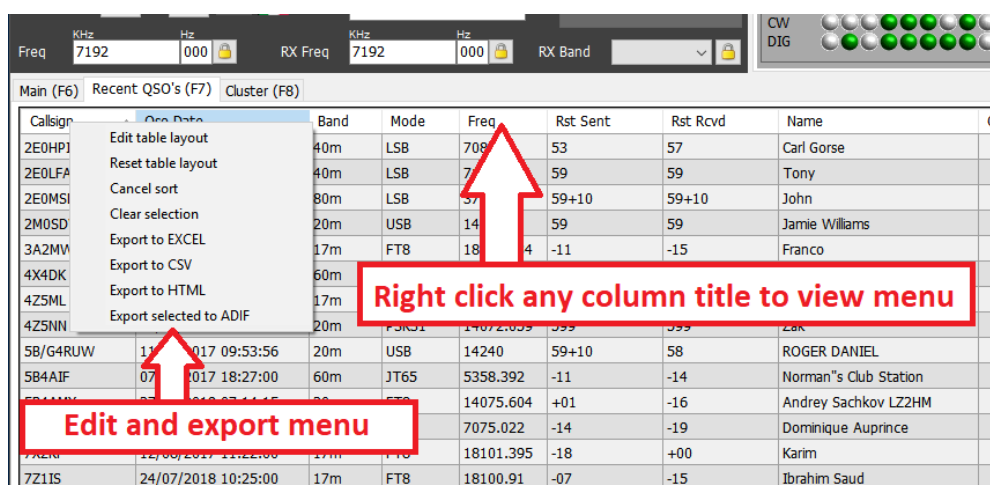 CW
DIG
KHz Hz KHz Hz
Freq 7192 000 RX Freq 7192 000 RX Band
Main (F6) Recent QSO's (F7) Cluster (F8)
Callsign Qso Date Band Mode Freq Rst Sent Rst Rcvd Name
Edit table layout
Reset table layout
Cancel sort
Clear selection
Export to EXCEL
Export to CSV
Export to HTML
Export selected to ADIF
40m LSB 53 57 Carl Gorse
40m LSB 59 59 Tony
80m LSB 59+10 59+10 John
20m USB 59 59 Jamie Williams
17m FT8 -11 -15 Franco
4X4DK 60m
4Z5ML 17m
4Z5NN 20m
Right click any column title to view menu
5B/G4RUW 2017 09:53:56 20m USB 14240 59+10 58 ROGER DANIEL
5B4AIF 2017 18:27:00 60m JT65 5358.392 -11 -14 Norman"s Club Station
14075.604 +01 -16 Andrey Sachkov LZ2HM
Edit and export menu
7075.022 -14 -19 Dominique Auprince
18101.395 -18 +00 Karim
7Z1IS 24/07/2018 10:25:00 17m FT8 18100.91 -07 -15 Ibrahim Saud